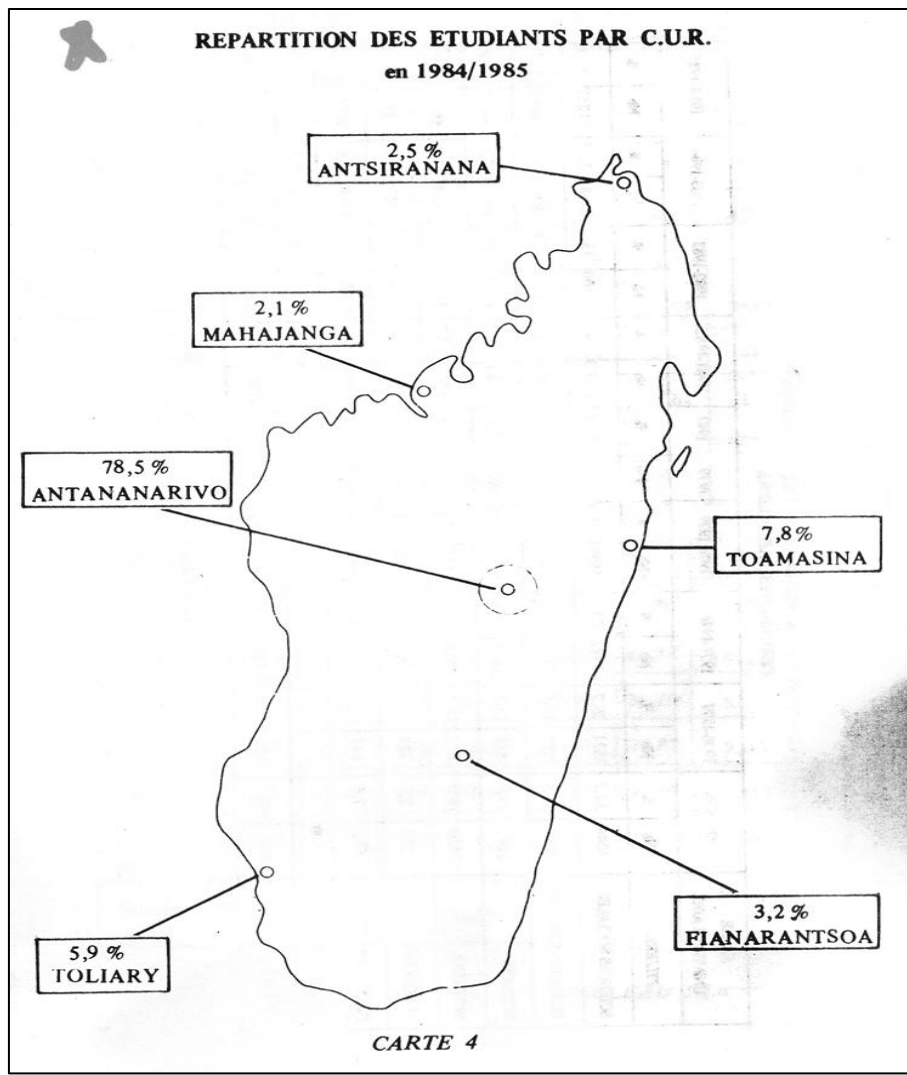 REPARTITION DES ETUDIANTS PAR C.U.R.
en 1984/1985
2,5 %
ANTSIRANANA
2,1 %
MAHAJANGA
78,5 %
ANTANANARIVO
7,8 %
TOAMASINA
3,2 %
FIANARANTSOA
5,9 %
TOLIARY
CARTE 4